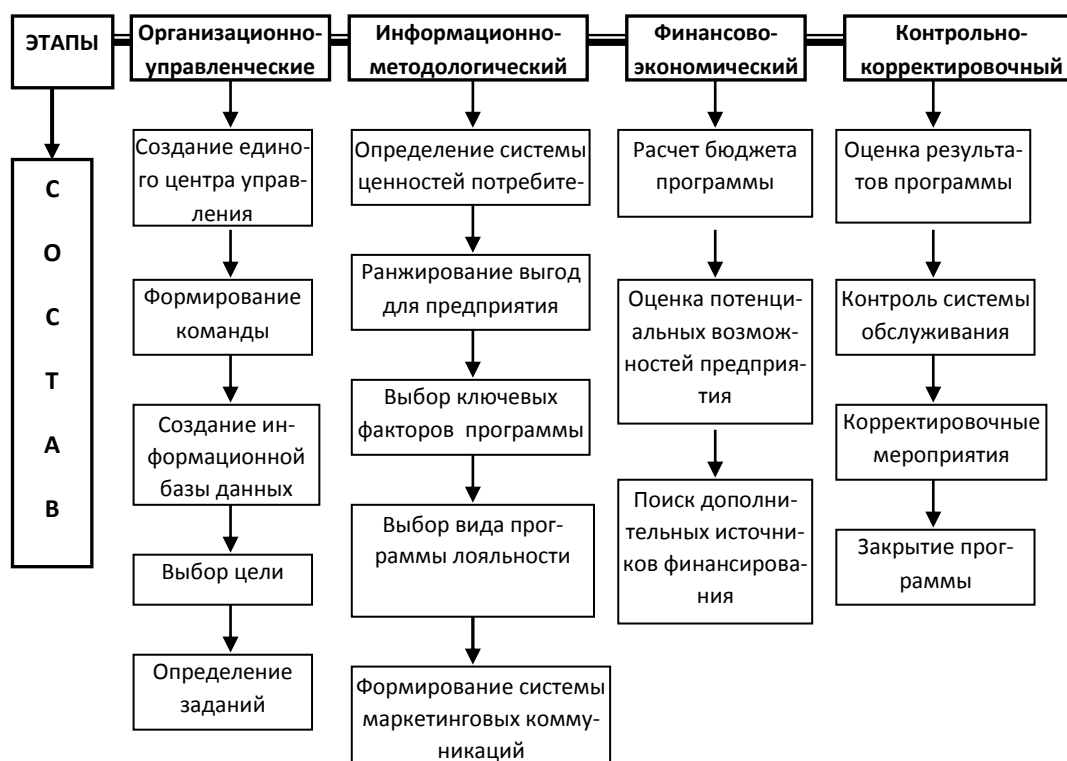 ЭТАПЫ
Организационно-
управленческие
Информационно-
методологический
Финансово-
экономический
Контрольно-
корректировочный
С
О
С
Т
А
В
Создание едино-
го центра управ-
ления
Формирование
команды
Создание ин-
формационной
базы данных
Выбор цели
Определение
заданий
Определение системы
ценностей потребите-
Ранжирование выгод
для предприятия
Выбор ключевых
факторов программы
Выбор вида прог-
раммы лояльности
Формирование системы
маркетинговых комму-
никаций
Расчет бюджета
программы
Оценка потенци-
альных возмож-
ностей предприя-
тия
Поиск дополни-
тельных источни-
ков финансирова-
ния
Оценка результа-
тов программы
Контроль системы
обслуживания
Корректировочные
мероприятия
Закрытие прог-
раммы